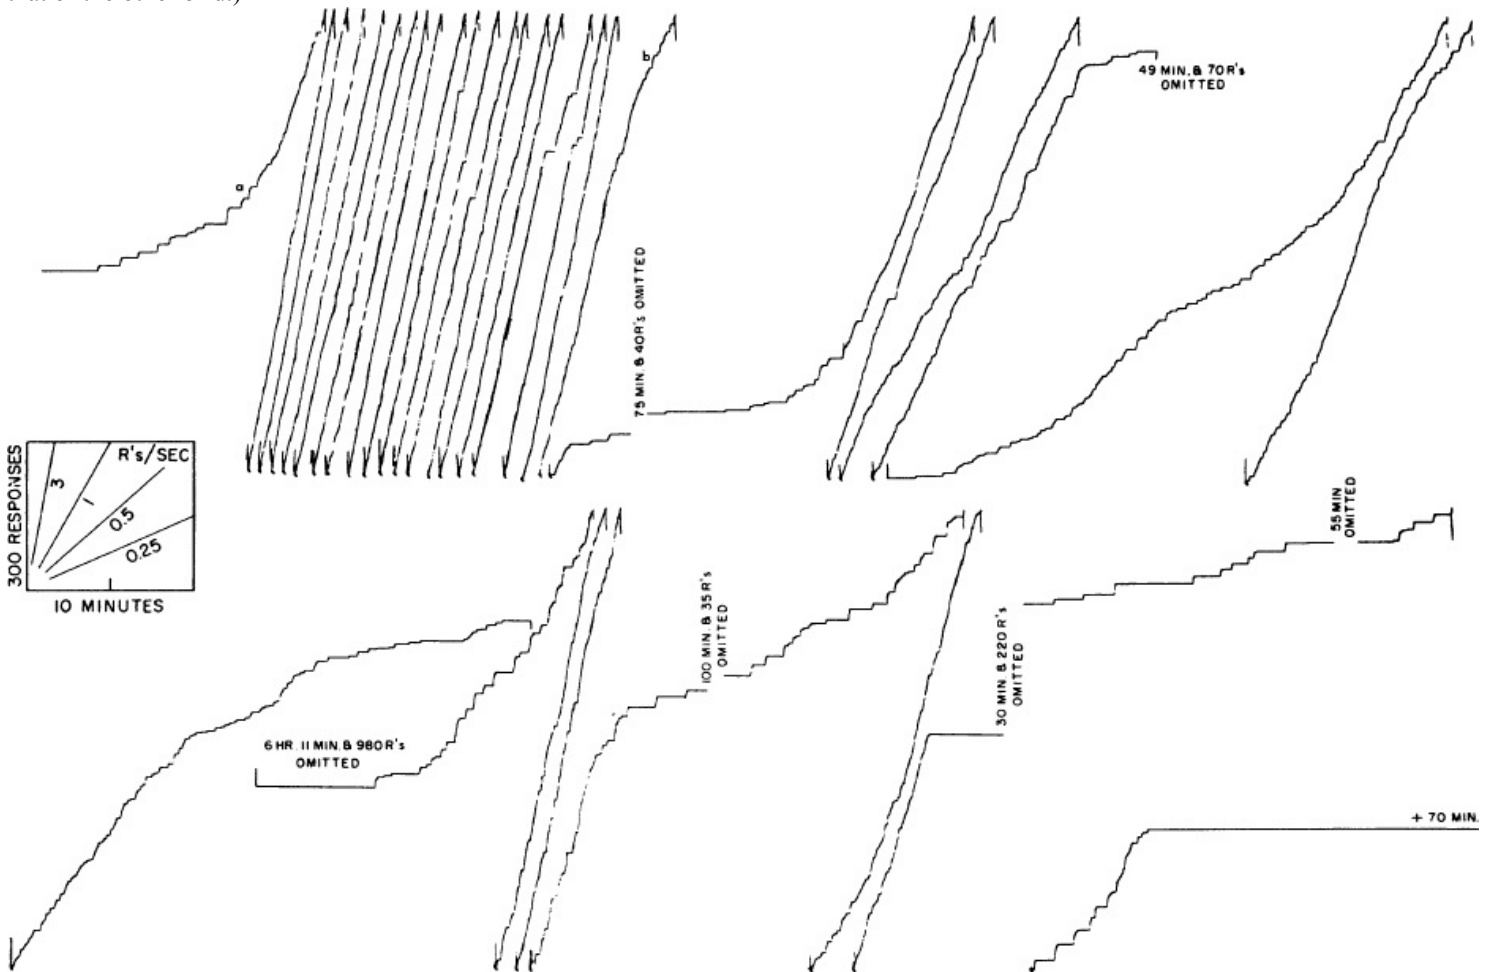 b
49 MIN. & 70 R's
OMITTED
a
75 MIN. & 40R's OMITTED
R's/SEC
3
1
0.5
0.25
300 RESPONSES
10 MINUTES
55 MIN
OMITTED
100 MIN. & 35 R's
OMITTED
30 MIN & 220 R's
OMITTED
6 HR. 11 MIN. & 980 R's
OMITTED
+ 70 MIN.